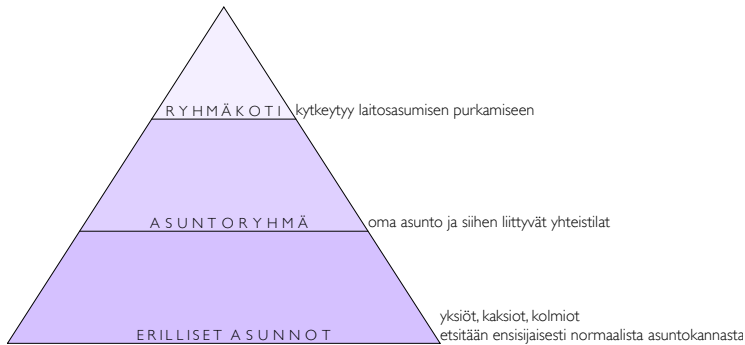 RYHMÄKOTI kytkeytyy laitosasumisen purkamiseen
ASUNTORYHMÄ oma asunto ja siihen liittyvät yhteistilat
yksiöt, kaksiot, kolmiot
ERILLISET ASUNNOT etsitään ensisijaisesti normaalista asuntokannasta